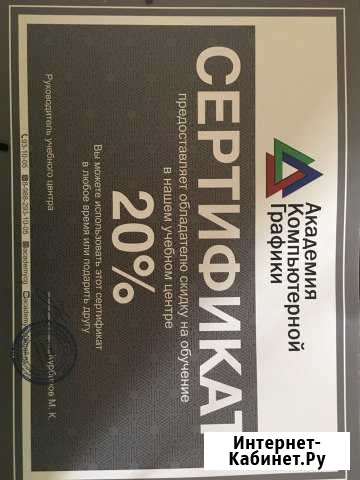 Академия
Компьютерной
Графики
СЕРТИФИКАТ
предоставляет обладателю скидку на обучение
в нашем учебном центре
20%
Вы можете использовать этот сертификат
в любое время или подарить другу
Руководитель учебного центра
М. К.
Интернет-
Кабинет.Ру